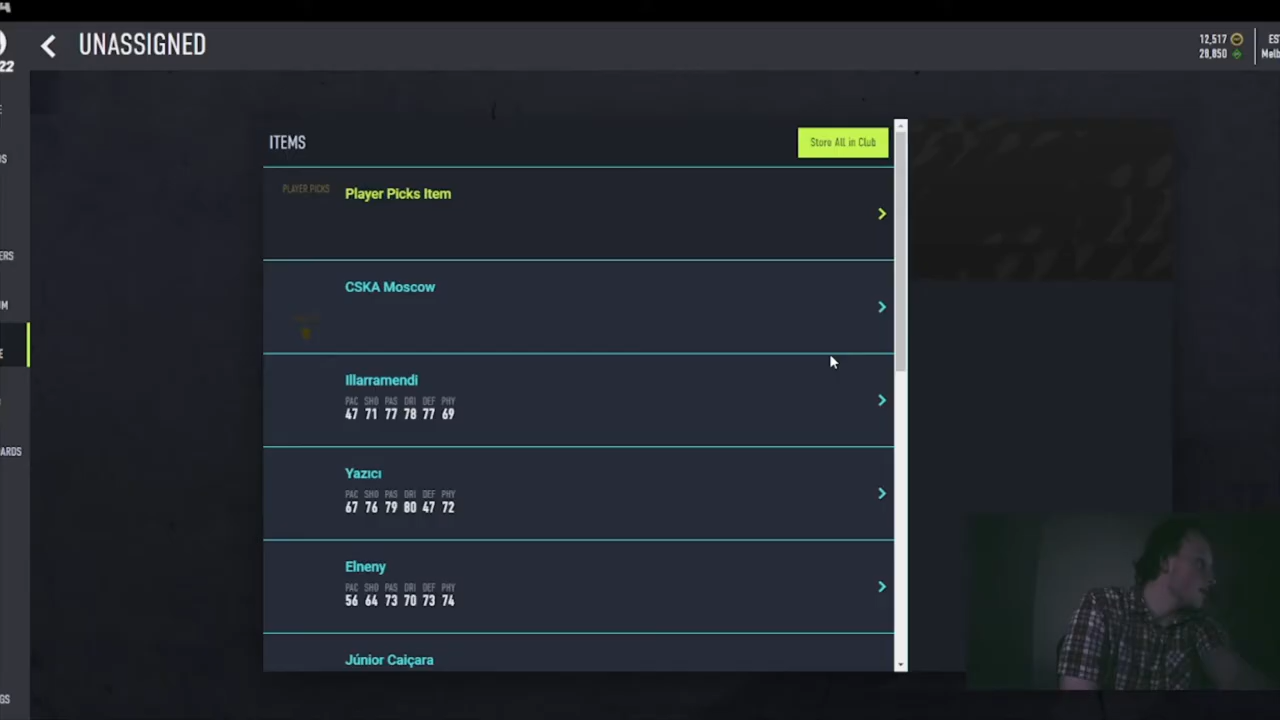 UNASSIGNED
12,517
28,850
22
ITEMS
Store All in Club
PLAYER PICKS
Player Picks Item
CSKA Moscow
Illarramendi
PAC SHO PAS DRI DEF PHY
47 71 77 78 77 69
Yazıcı
PAC SHO PAS DRI DEF PHY
67 76 79 80 47 72
Elneny
PAC SHO PAS DRI DEF PHY
56 64 73 70 73 74
Júnior Caiçara